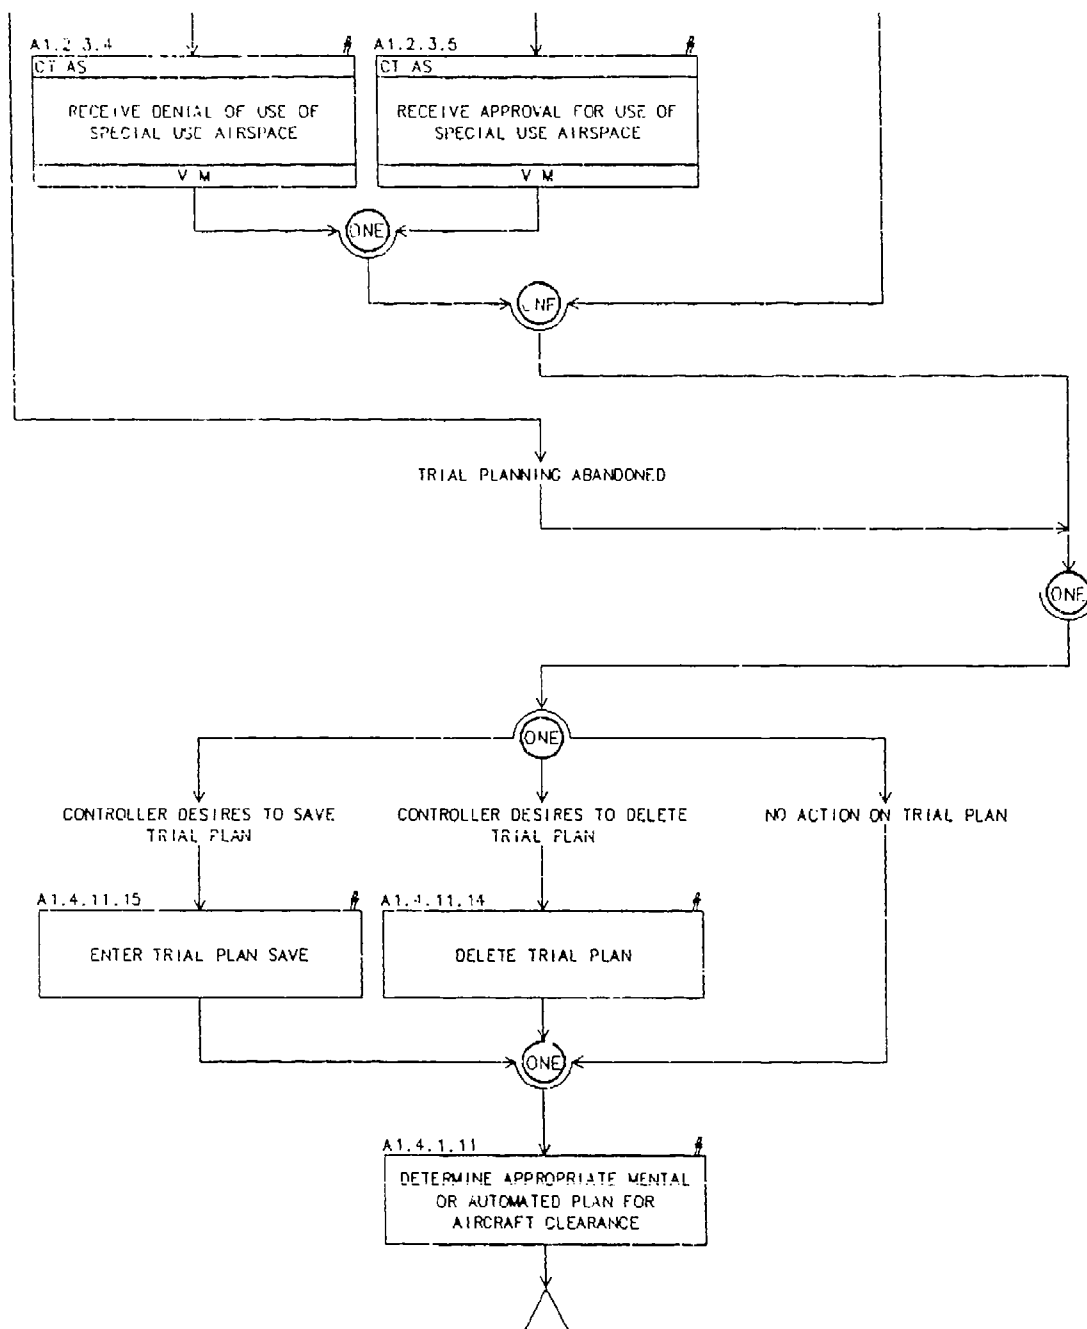 A1.2.3.4
CT AS
RECEIVE DENIAL OF USE OF
SPECIAL USE AIRSPACE
V M
A1.2.3.5
CT AS
RECEIVE APPROVAL FOR USE OF
SPECIAL USE AIRSPACE
V M
ONE
ONE
TRIAL PLANNING ABANDONED
ONE
ONE
CONTROLLER DESIRES TO SAVE
TRIAL PLAN
CONTROLLER DESIRES TO DELETE
TRIAL PLAN
NO ACTION ON TRIAL PLAN
A1.4.11.15
ENTER TRIAL PLAN SAVE
A1.4.11.14
DELETE TRIAL PLAN
ONE
A1.4.1.11
DETERMINE APPROPRIATE MENTAL
OR AUTOMATED PLAN FOR
AIRCRAFT CLEARANCE